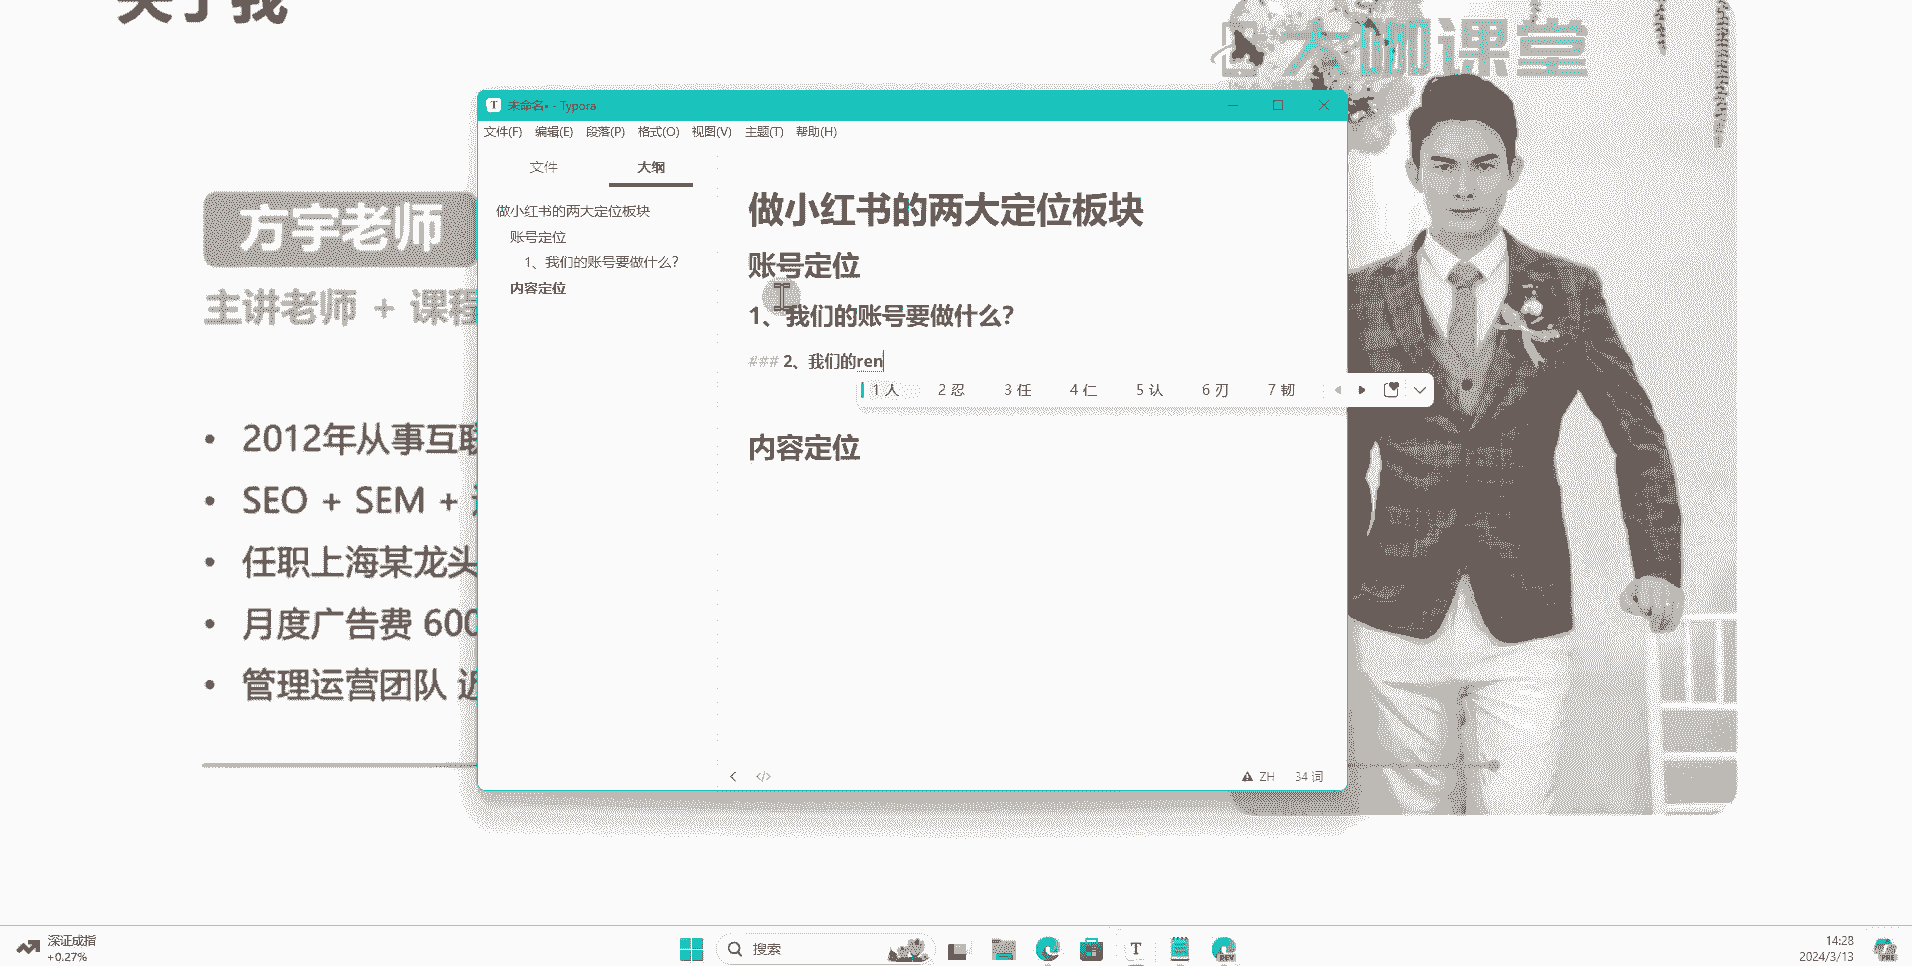 关于我
大咖课堂
方宇老师
主讲老师 + 课程
2012年从事互联
SEO + SEM +
任职上海某龙头
月度广告费 600
管理运营团队 近
未命名• - Typora
文件(F) 编辑(E) 段落(P) 格式(O) 视图(V) 主题(T) 帮助(H)
文件 大纲
做小红书的两大定位板块
账号定位
1、我们的账号要做什么?
内容定位
做小红书的两大定位板块
账号定位
1、我们的账号要做什么?
### 2、我们的ren
1 人 2 忍 3 任 4 仁 5 认 6 刃 7 韧
内容定位
</> ZH 34 词
深证成指
+0.27%
搜索
T
DEV
14:28
2024/3/13
PRE